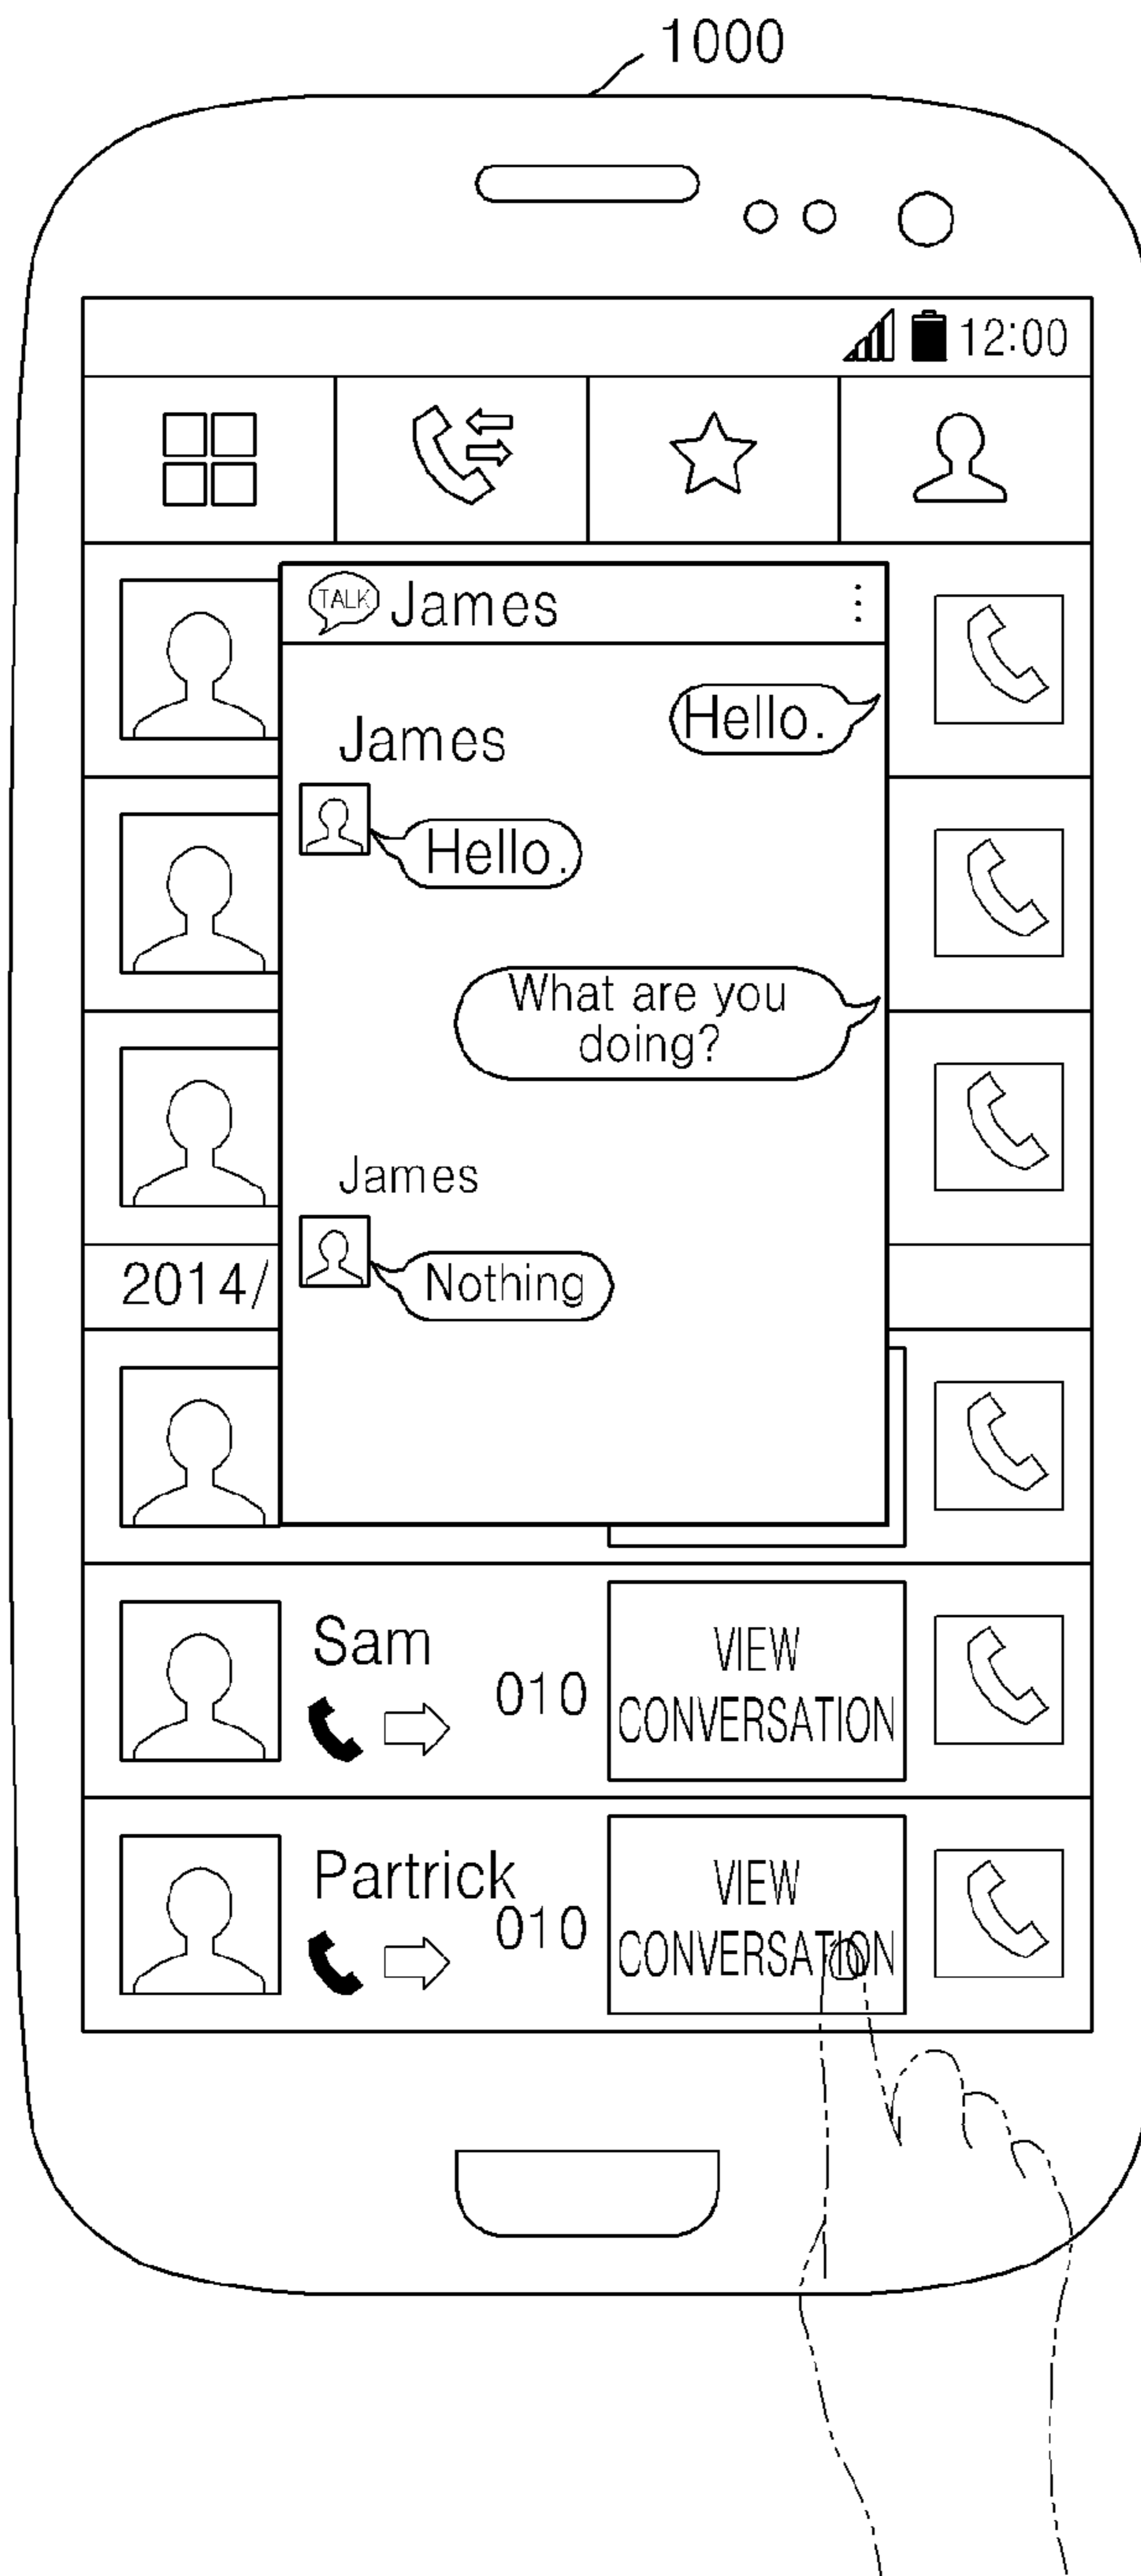 1000
12:00
TALK James
Hello.
James
Hello.
What are you
doing?
James
Nothing
2014/
Sam
010
VIEW
CONVERSATION
Partrick
010
VIEW
CONVERSATION